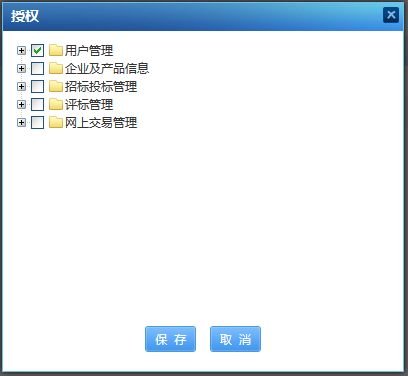 授权
用户管理
企业及产品信息
招标投标管理
评标管理
网上交易管理
保 存 取 消